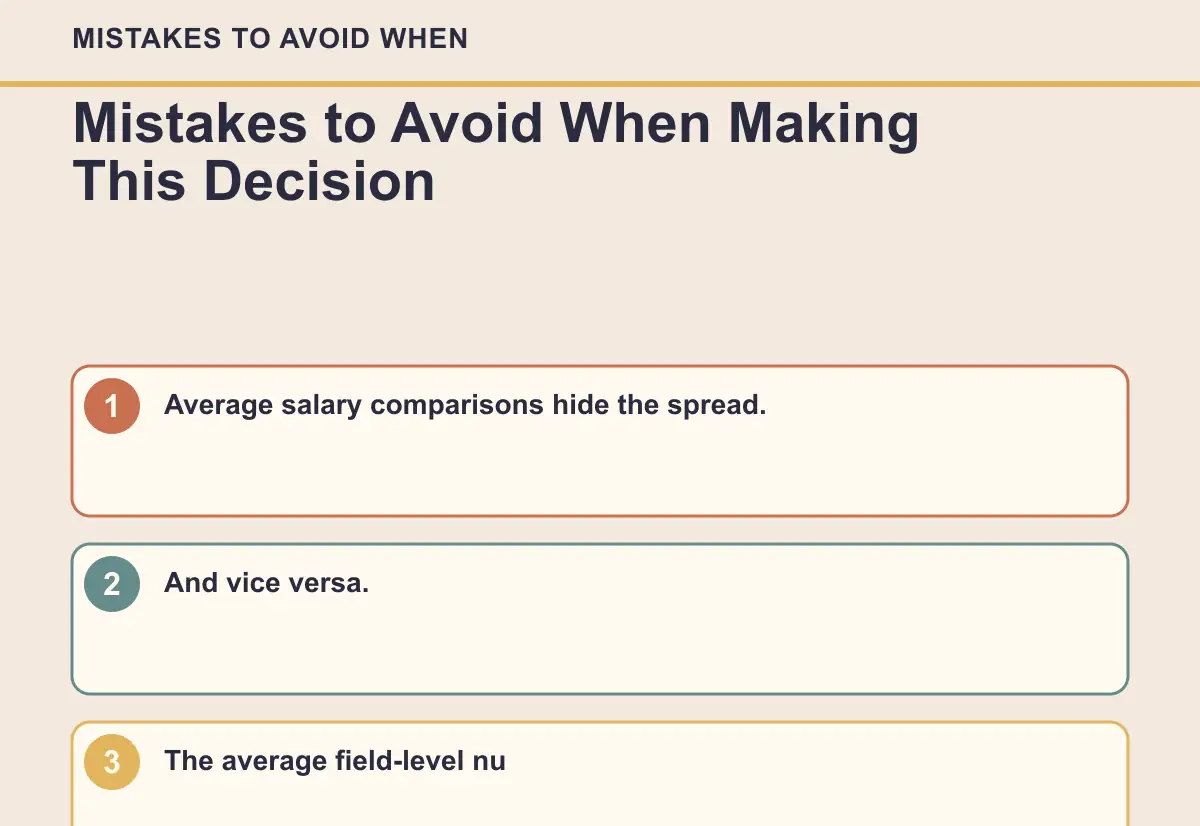 MISTAKES TO AVOID WHEN
Mistakes to Avoid When Making
This Decision
1 Average salary comparisons hide the spread.
2 And vice versa.
3 The average field-level nu